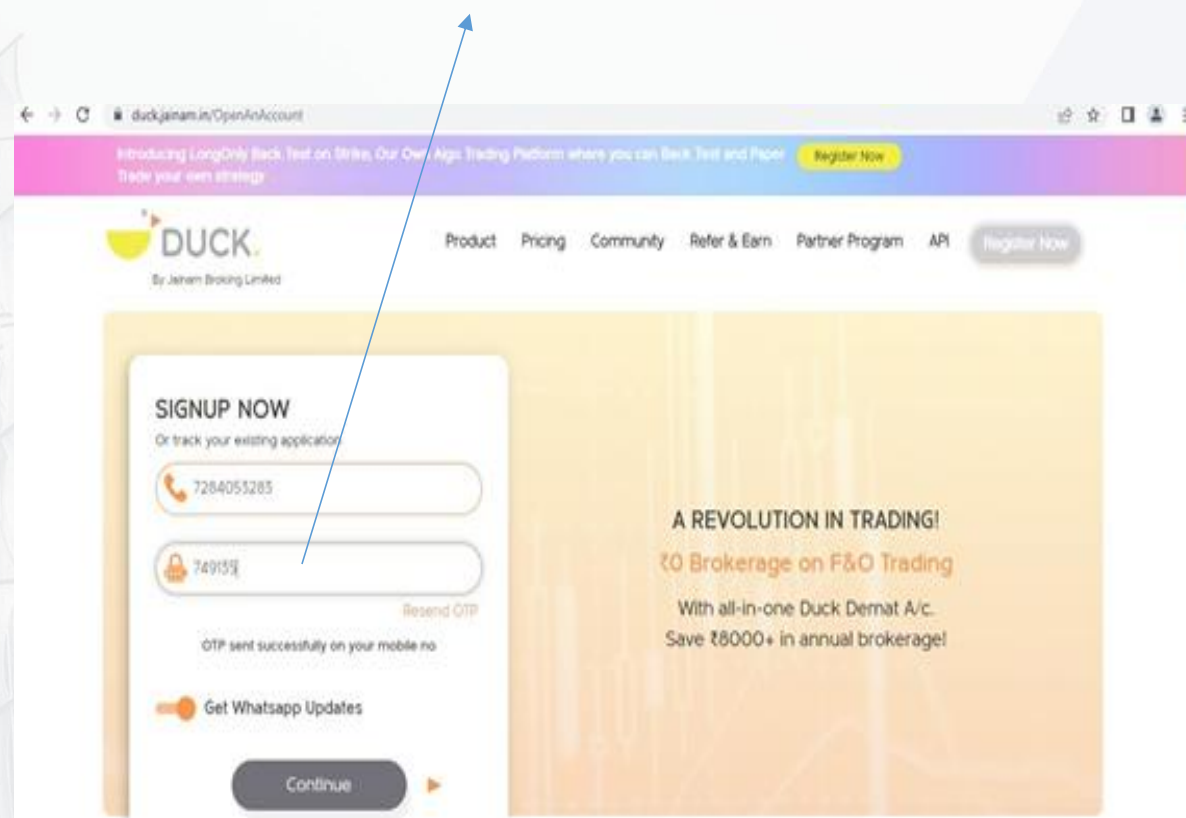 duck.jainam.in/OpenAnAccount
Introducing LongOnly Back Test on Strike, Our Own Algo Trading Platform where you can Back Test and Paper
Trade your own strategy
Register Now
DUCK.
By Jainam Broking Limited
Product Pricing Community Refer & Earn Partner Program API Register Now
SIGNUP NOW
Or track your existing application
7284053283
749135
Resend OTP
OTP sent successfully on your mobile no
Get Whatsapp Updates
Continue
A REVOLUTION IN TRADING!
₹0 Brokerage on F&O Trading
With all-in-one Duck Demat A/c.
Save ₹8000+ in annual brokerage!